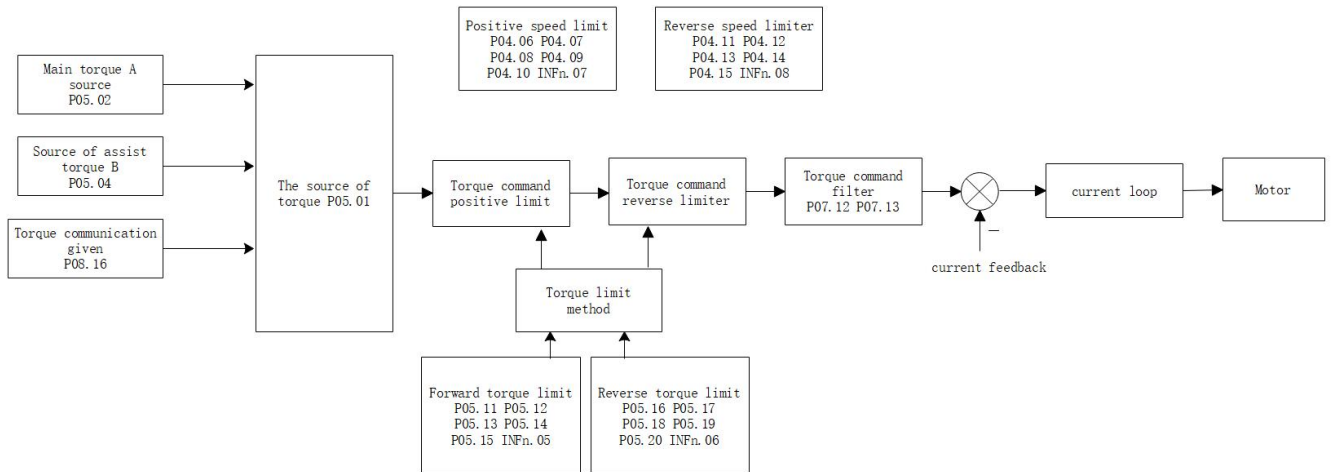 Positive speed limit
P04.06 P04.07
P04.08 P04.09
P04.10 INFn.07
Reverse speed limiter
P04.11 P04.12
P04.13 P04.14
P04.15 INFn.08
Main torque A
source
P05.02
Source of assist
torque B
P05.04
Torque communication
given
P08.16
The source of
torque P05.01
Torque command
positive limit
Torque command
reverse limiter
Torque command
filter
P07.12 P07.13
current loop
Motor
—
current feedback
Torque limit
method
Forward torque limit
P05.11 P05.12
P05.13 P05.14
P05.15 INFn.05
Reverse torque limit
P05.16 P05.17
P05.18 P05.19
P05.20 INFn.06